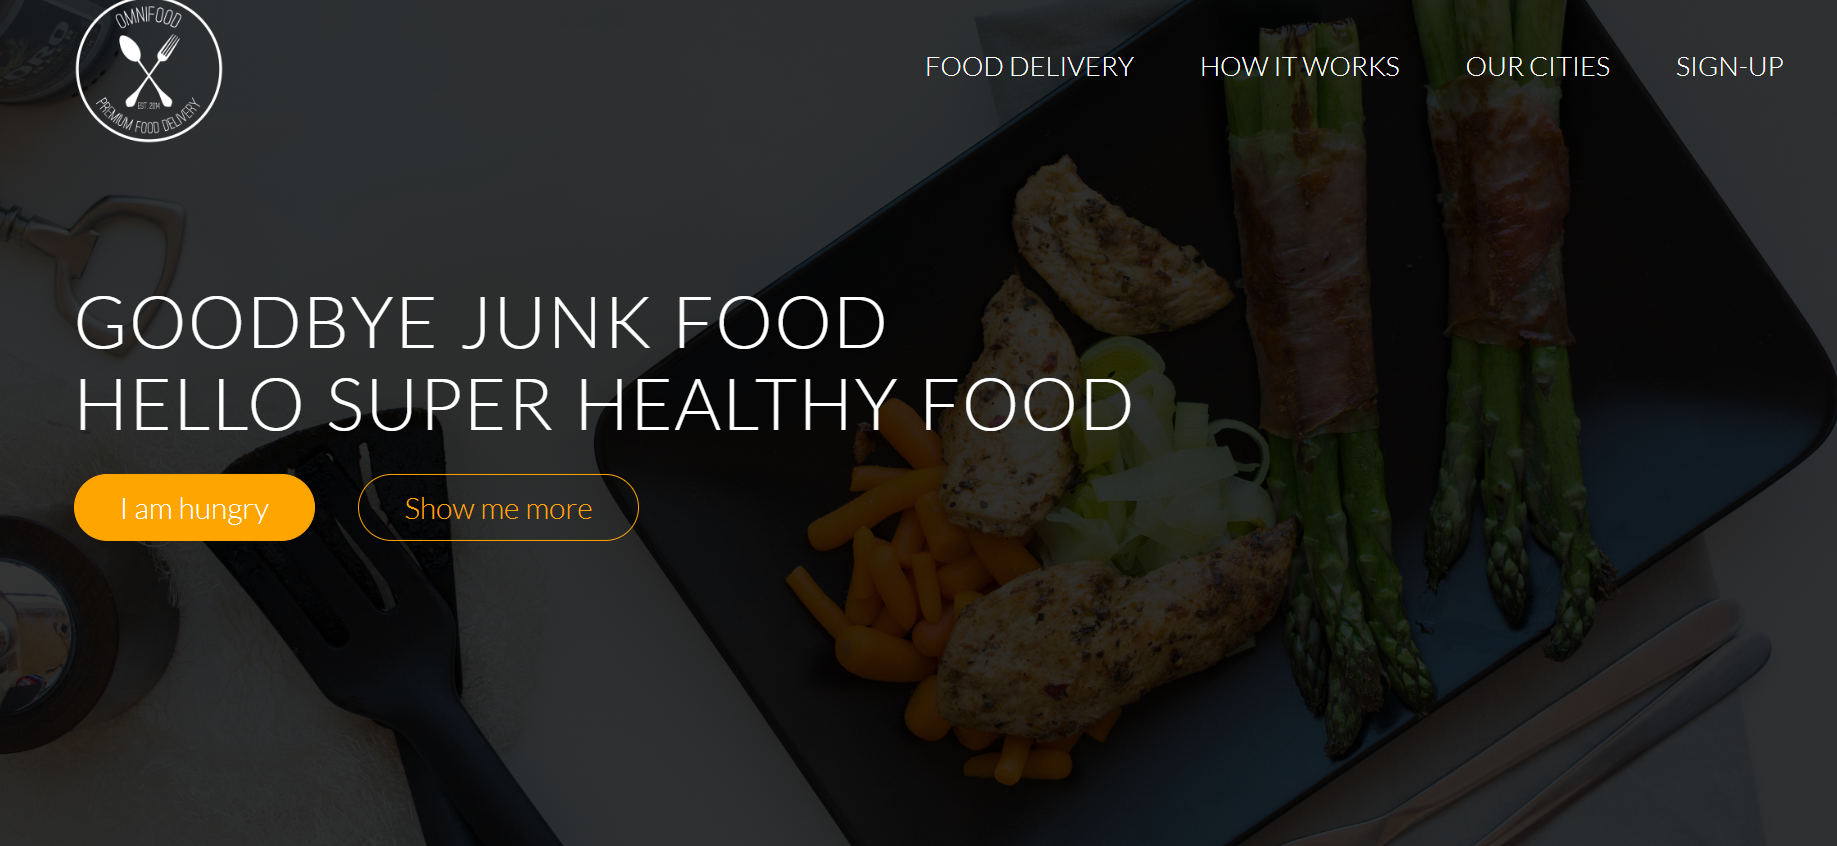 OMNIFOOD
EST. 2014
PREMIUM FOOD DELIVERY
FOOD DELIVERY HOW IT WORKS OUR CITIES SIGN-UP
GOODBYE JUNK FOOD
HELLO SUPER HEALTHY FOOD
I am hungry Show me more